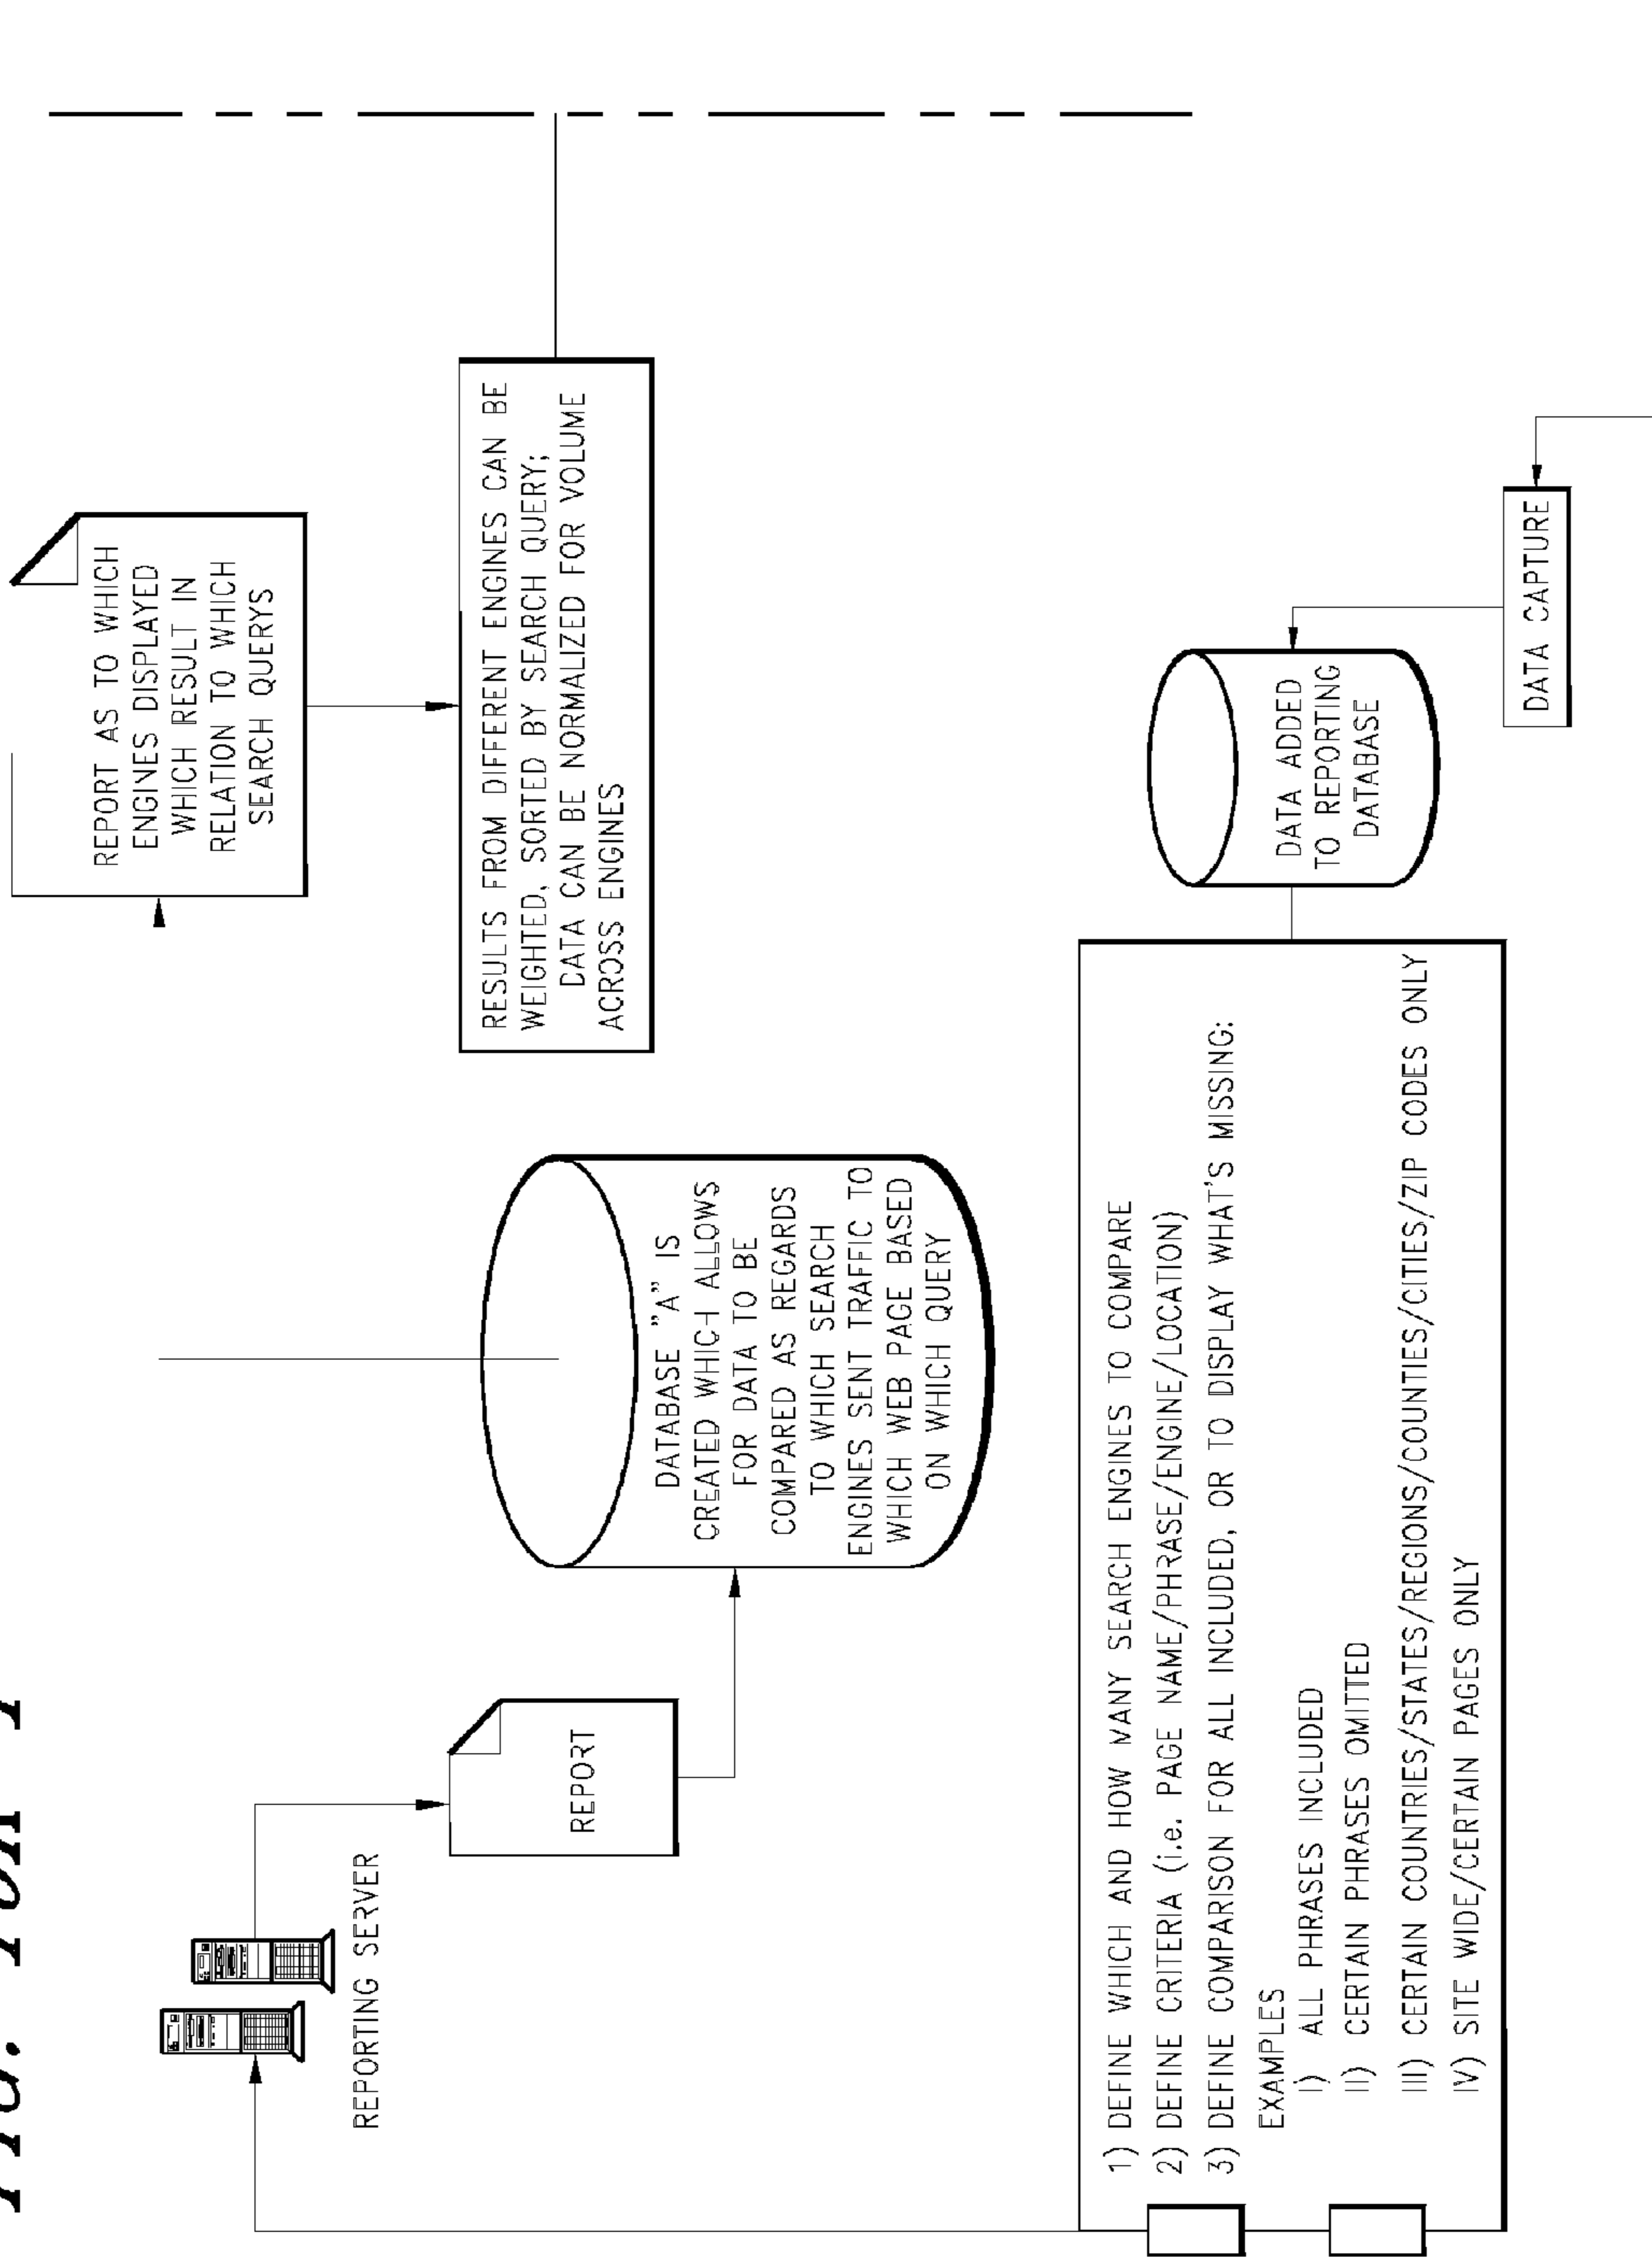 REPORTING SERVER
REPORT
DATABASE "A" IS
CREATED WHICH ALLOWS
FOR DATA TO BE
COMPARED AS REGARDS
TO WHICH SEARCH
ENGINES SENT TRAFFIC TO
WHICH WEB PAGE BASED
ON WHICH QUERY
REPORT AS TO WHICH
ENGINES DISPLAYED
WHICH RESULT IN
RELATION TO WHICH
SEARCH QUERYS
RESULTS FROM DIFFERENT ENGINES CAN BE
WEIGHTED, SORTED BY SEARCH QUERY;
DATA CAN BE NORMALIZED FOR VOLUME
ACROSS ENGINES
1) DEFINE WHICH AND HOW MANY SEARCH ENGINES TO COMPARE
2) DEFINE CRITERIA (i.e. PAGE NAME/PHRASE/ENGINE/LOCATION)
3) DEFINE COMPARISON FOR ALL INCLUDED, OR TO DISPLAY WHAT'S MISSING:
EXAMPLES
I) ALL PHRASES INCLUDED
II) CERTAIN PHRASES OMITTED
III) CERTAIN COUNTRIES/STATES/REGIONS/COUNTIES/CITIES/ZIP CODES ONLY
IV) SITE WIDE/CERTAIN PAGES ONLY
DATA ADDED
TO REPORTING
DATABASE
DATA CAPTURE